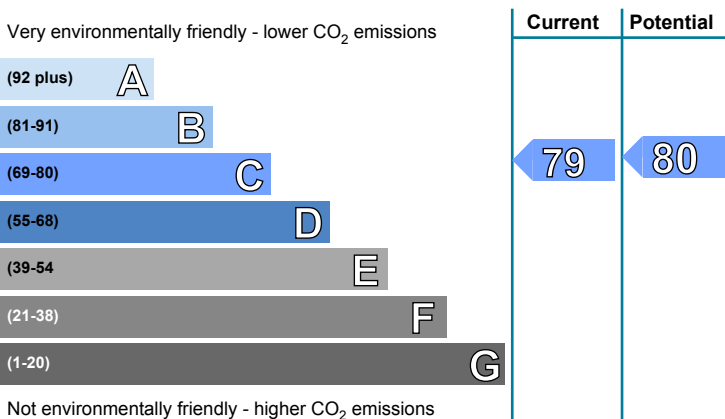 Very environmentally friendly - lower CO2 emissions
Current Potential
(92 plus) A
(81-91) B
(69-80) C
79 80
(55-68) D
(39-54 E
(21-38) F
(1-20) G
Not environmentally friendly - higher CO2 emissions